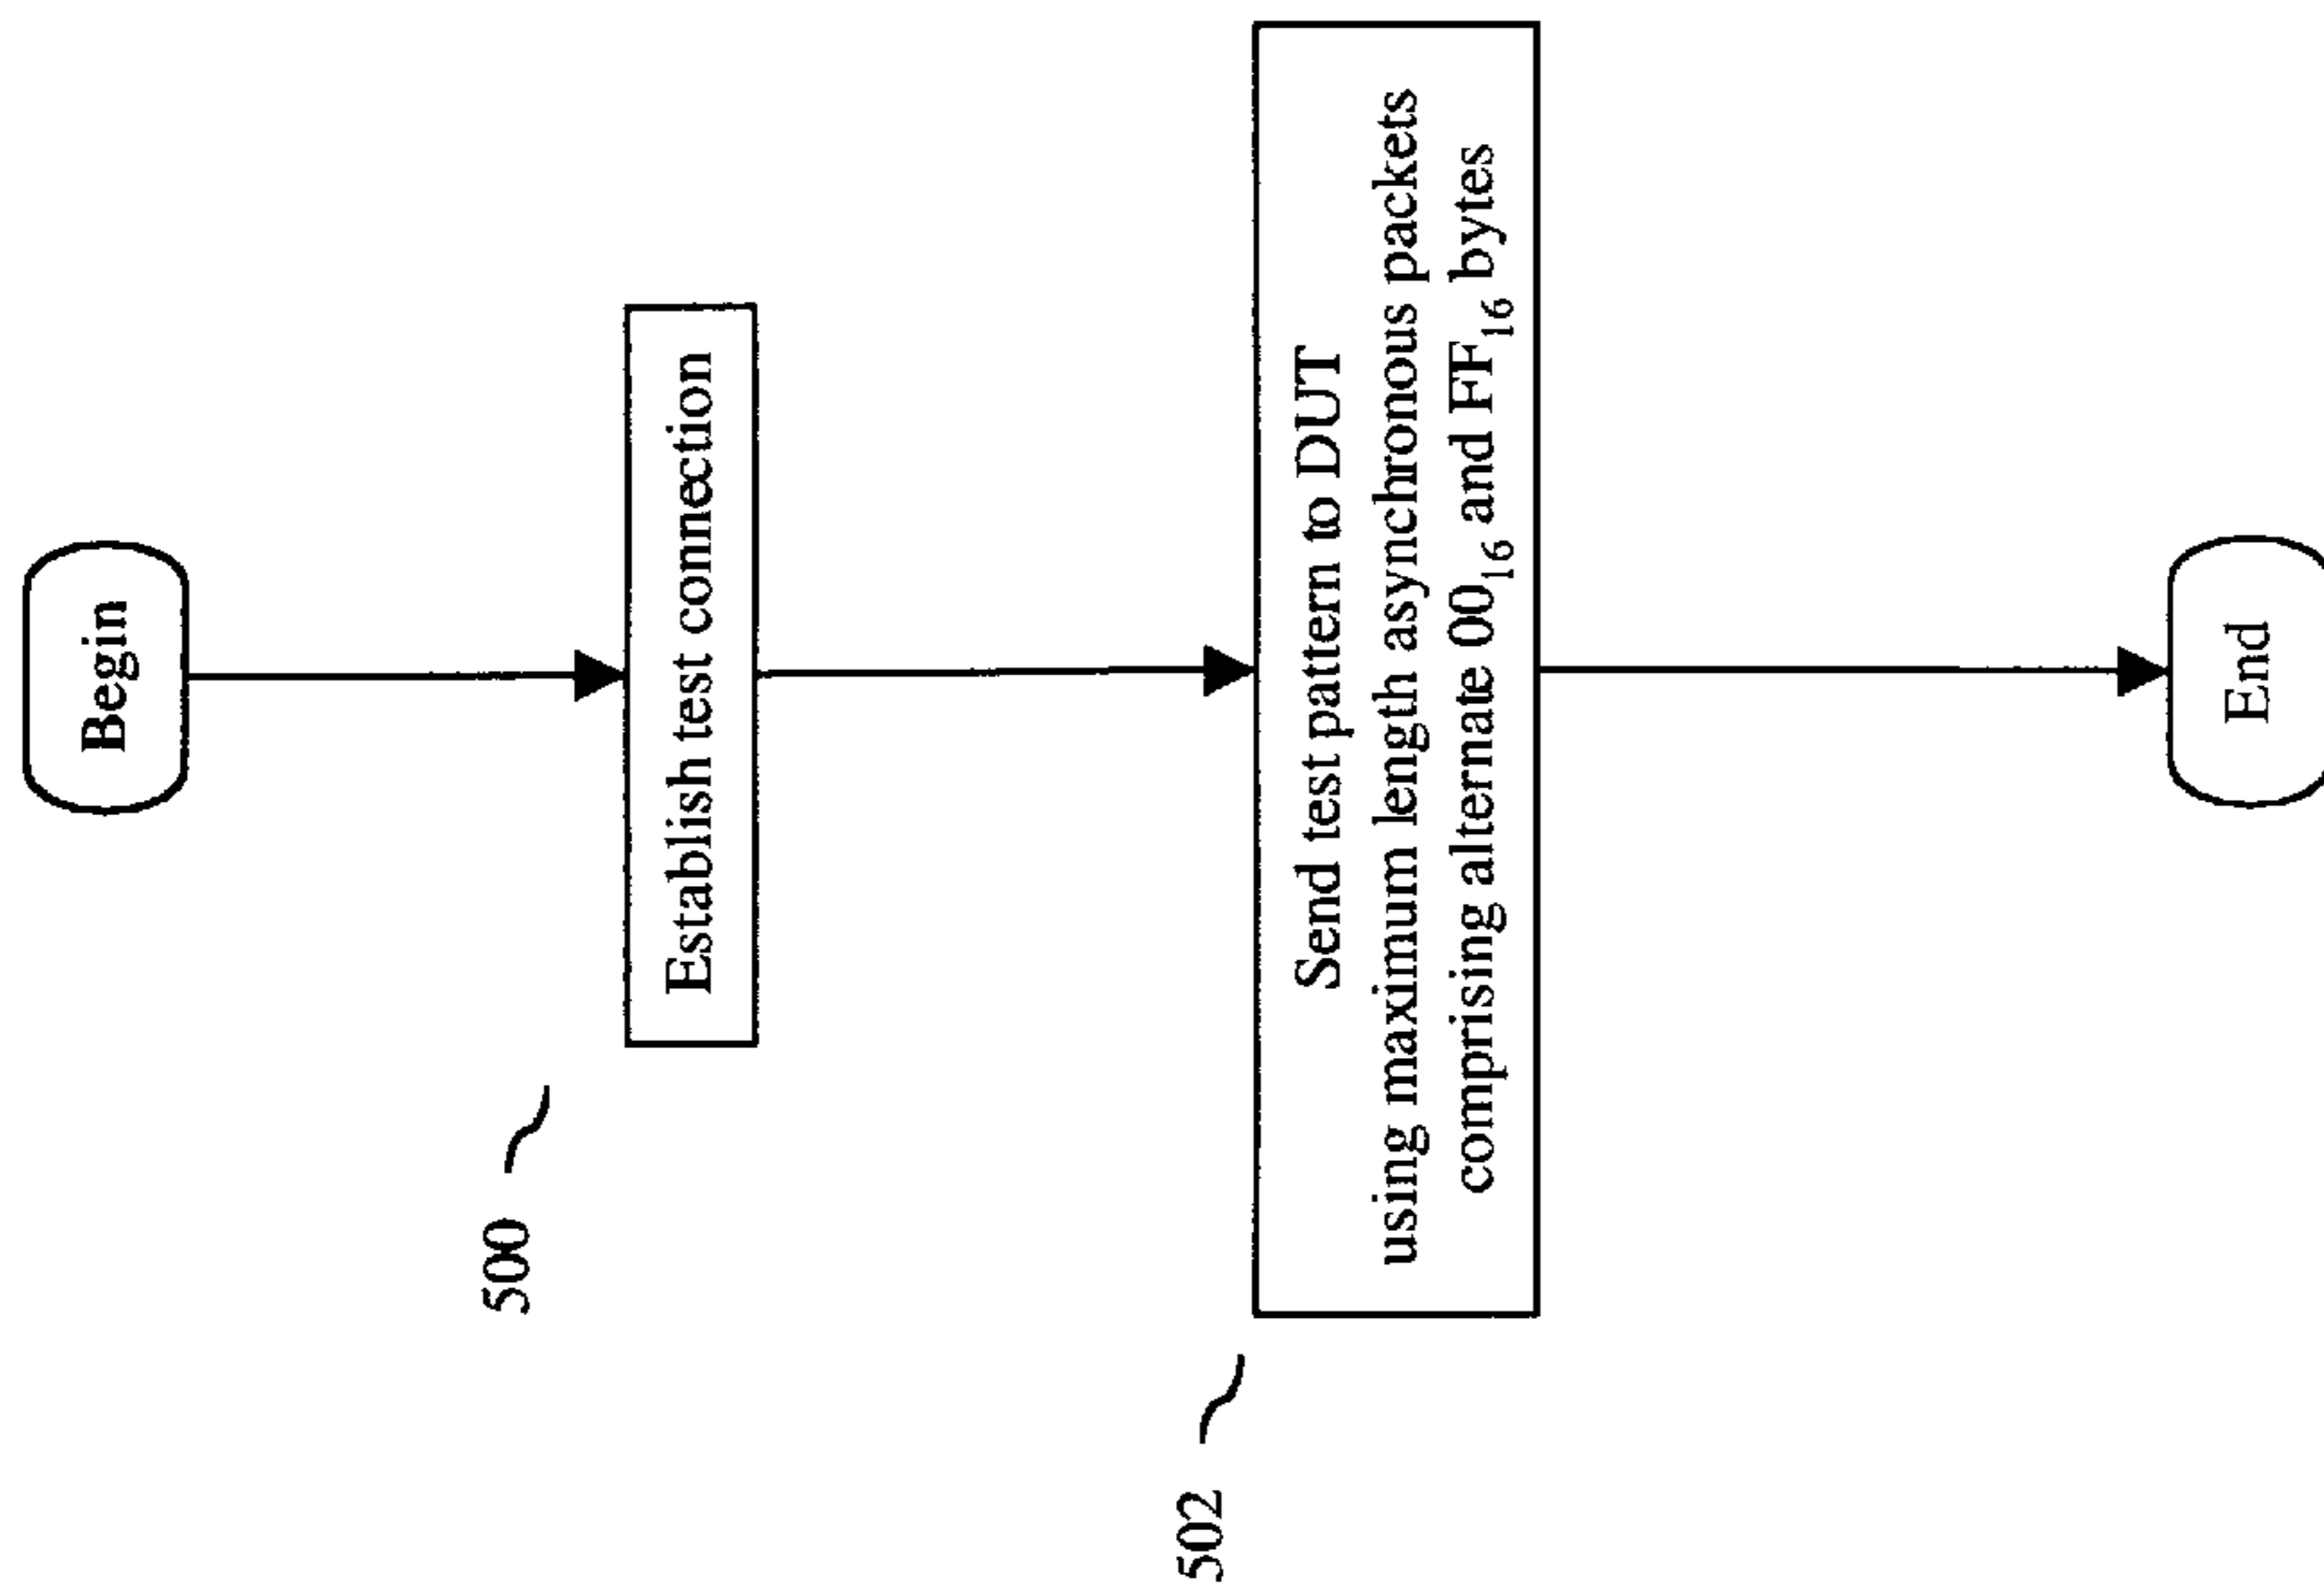 Begin
500
Establish test connection
502
Send test pattern to DUT
using maximum length asynchronous packets
comprising alternate 00₁₆ and FF₁₆ bytes
End